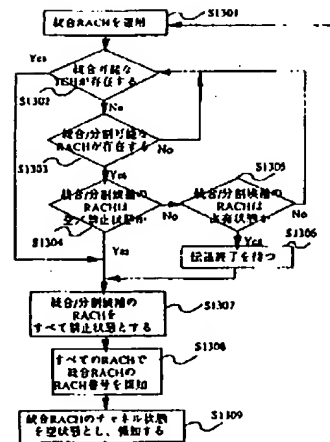 S1301
統合RACHを選用
Yes
統合可能な
TCHが存在する
S1302
No
統合/分割可能な
RACHが存在する
No
S1303
Yes
S1305
統合/分割候補の
RACHは
空/禁止状態か
No
統合/分割候補の
RACHは
占有状態か
No
S1304
Yes
Yes
S1306
伝送終了を待つ
統合/分割候補の
RACHを
すべて禁止状態とする
S1307
すべてのRACHで
統合RACHの
RACH番号を報知
S1308
統合RACHのチャネル状態
を空状態とし、報知する
S1309